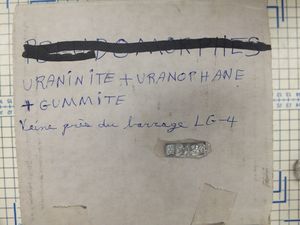 URANINITE + URANOPHANE
+ GUMMITE
Veine près du barrage LG-4